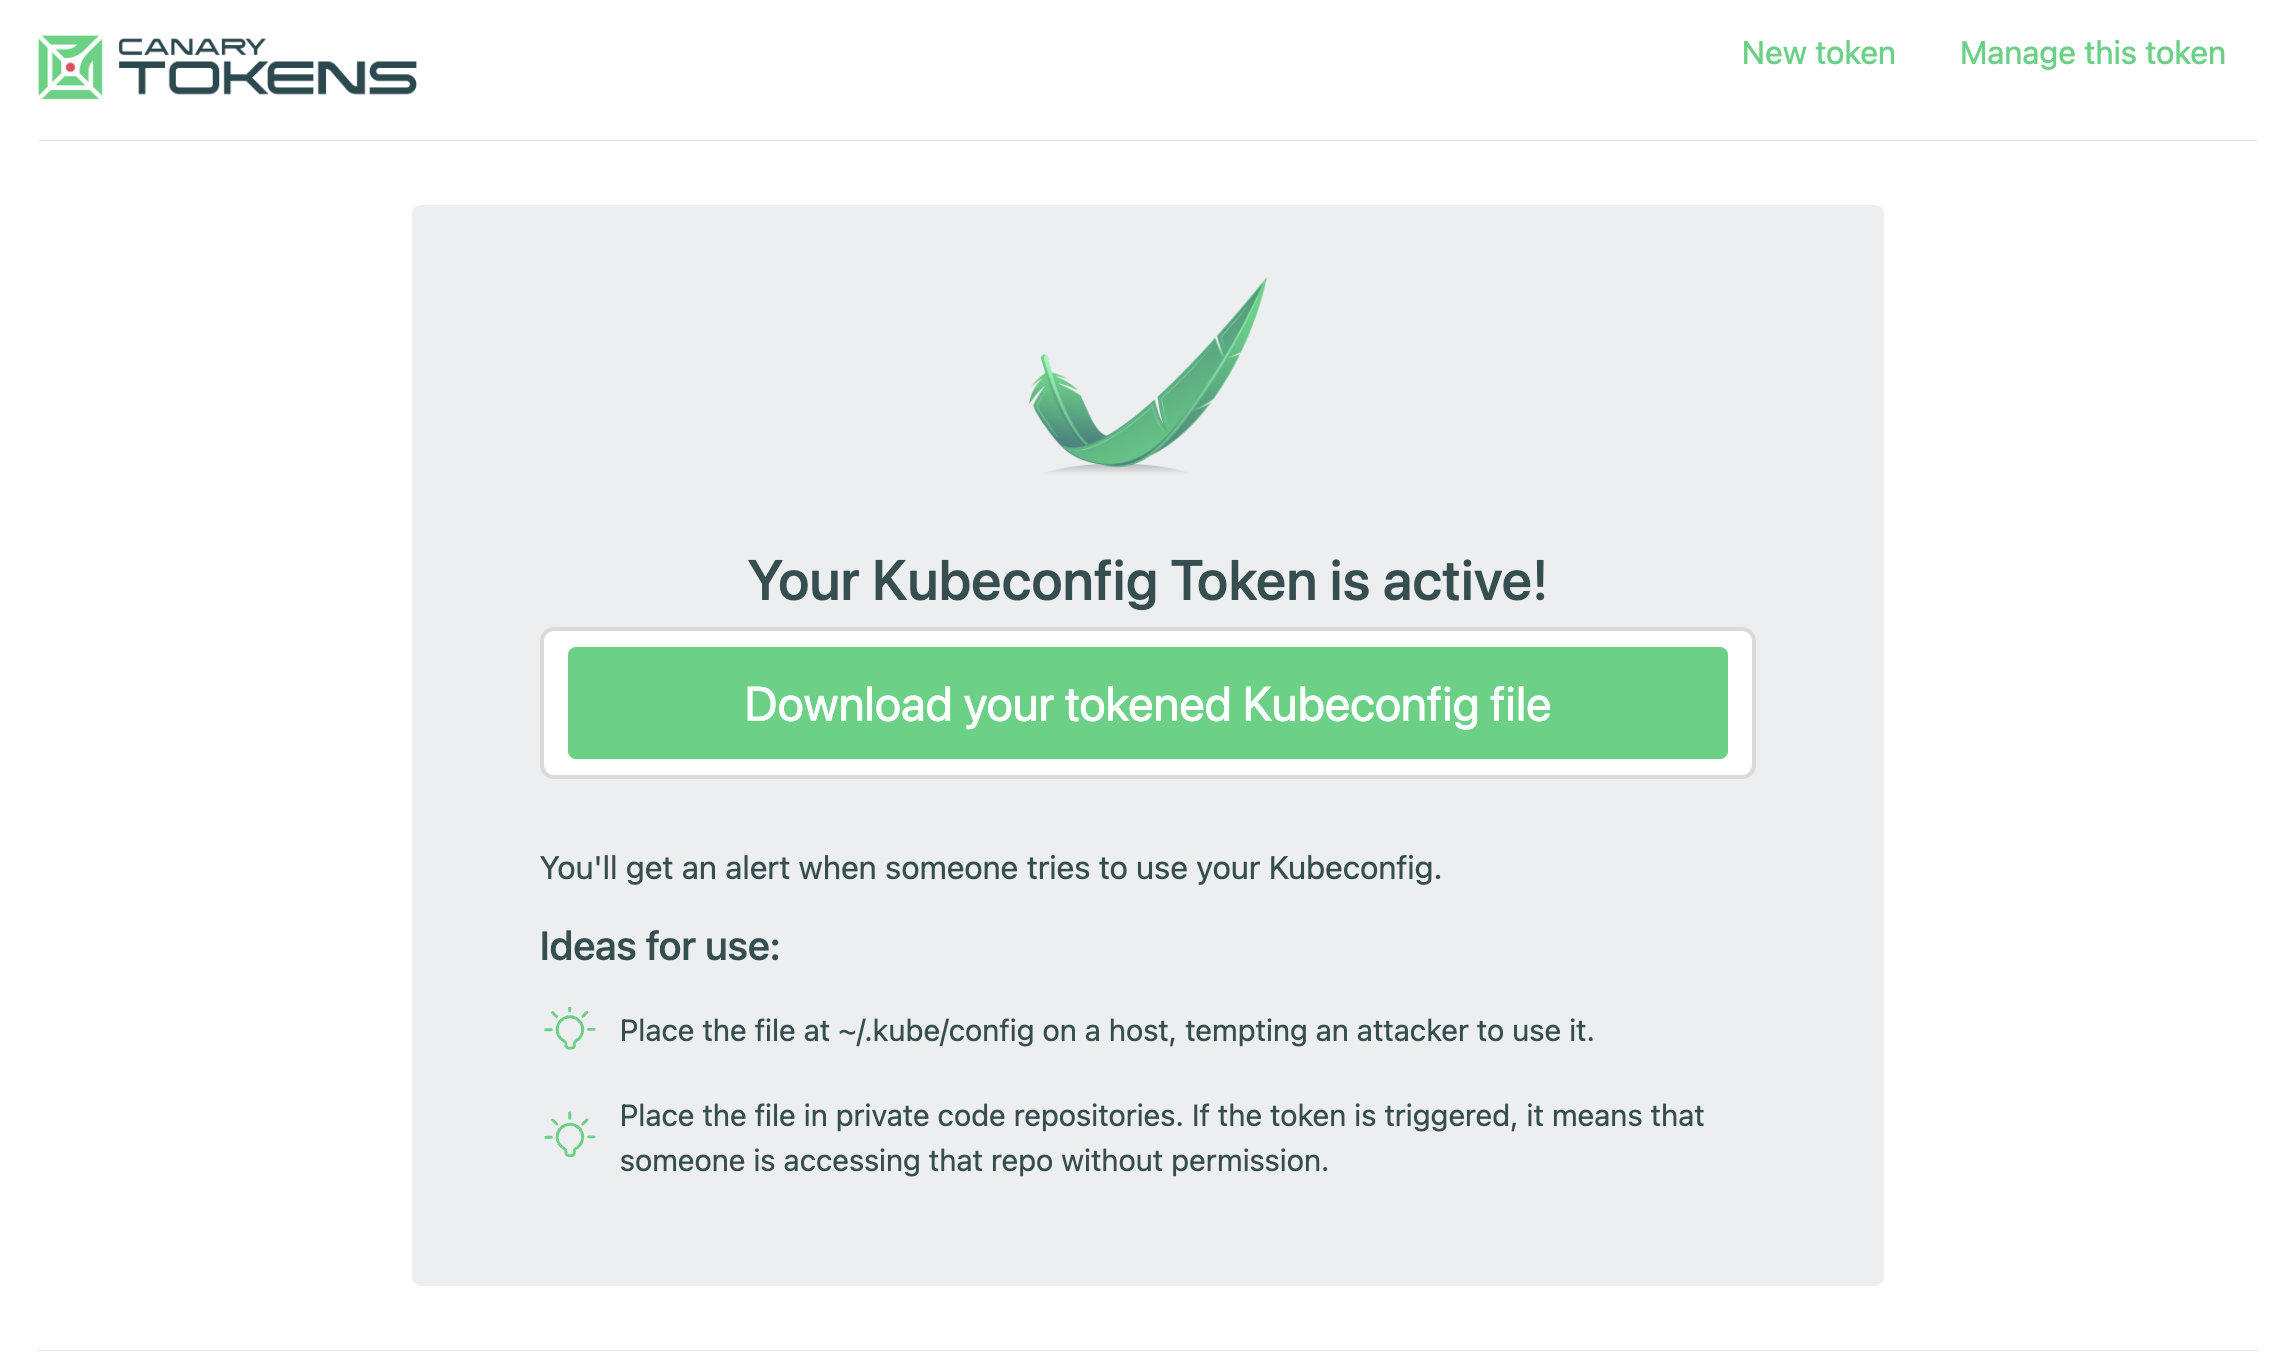 CANARY
TOKENS
New token
Manage this token
Your Kubeconfig Token is active!
Download your tokened Kubeconfig file
You'll get an alert when someone tries to use your Kubeconfig.
Ideas for use:
Place the file at ~/.kube/config on a host, tempting an attacker to use it.
Place the file in private code repositories. If the token is triggered, it means that
someone is accessing that repo without permission.